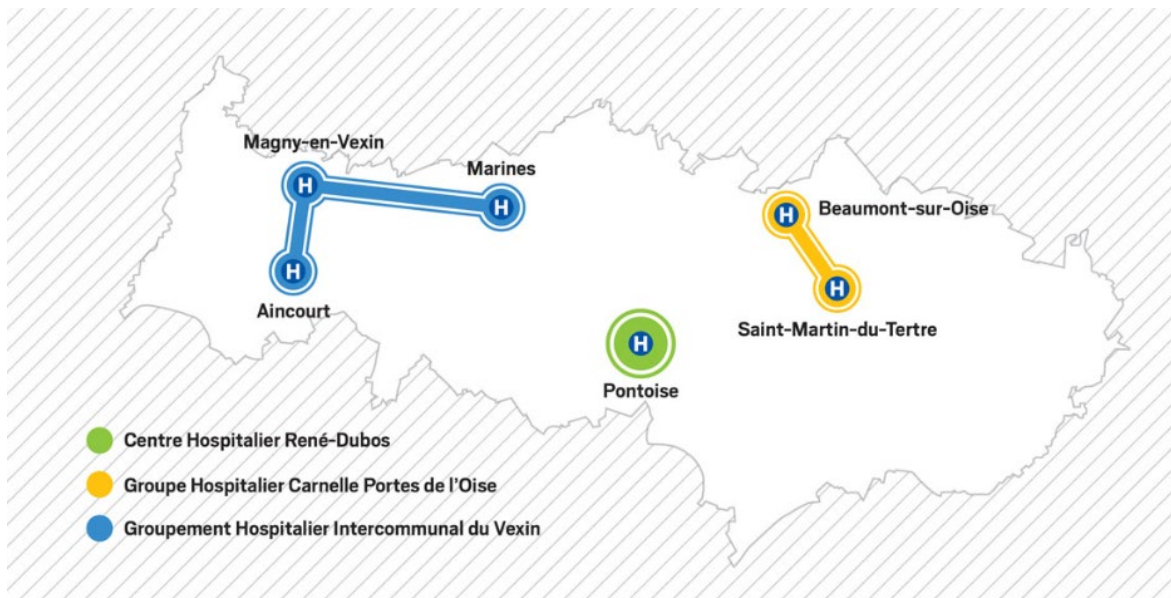 Magny-en-Vexin
Marines
H
H
H
Aincourt
H
Beaumont-sur-Oise
H
Saint-Martin-du-Tertre
H
Pontoise
Centre Hospitalier René-Dubos
Groupe Hospitalier Carnelle Portes de l’Oise
Groupement Hospitalier Intercommunal du Vexin